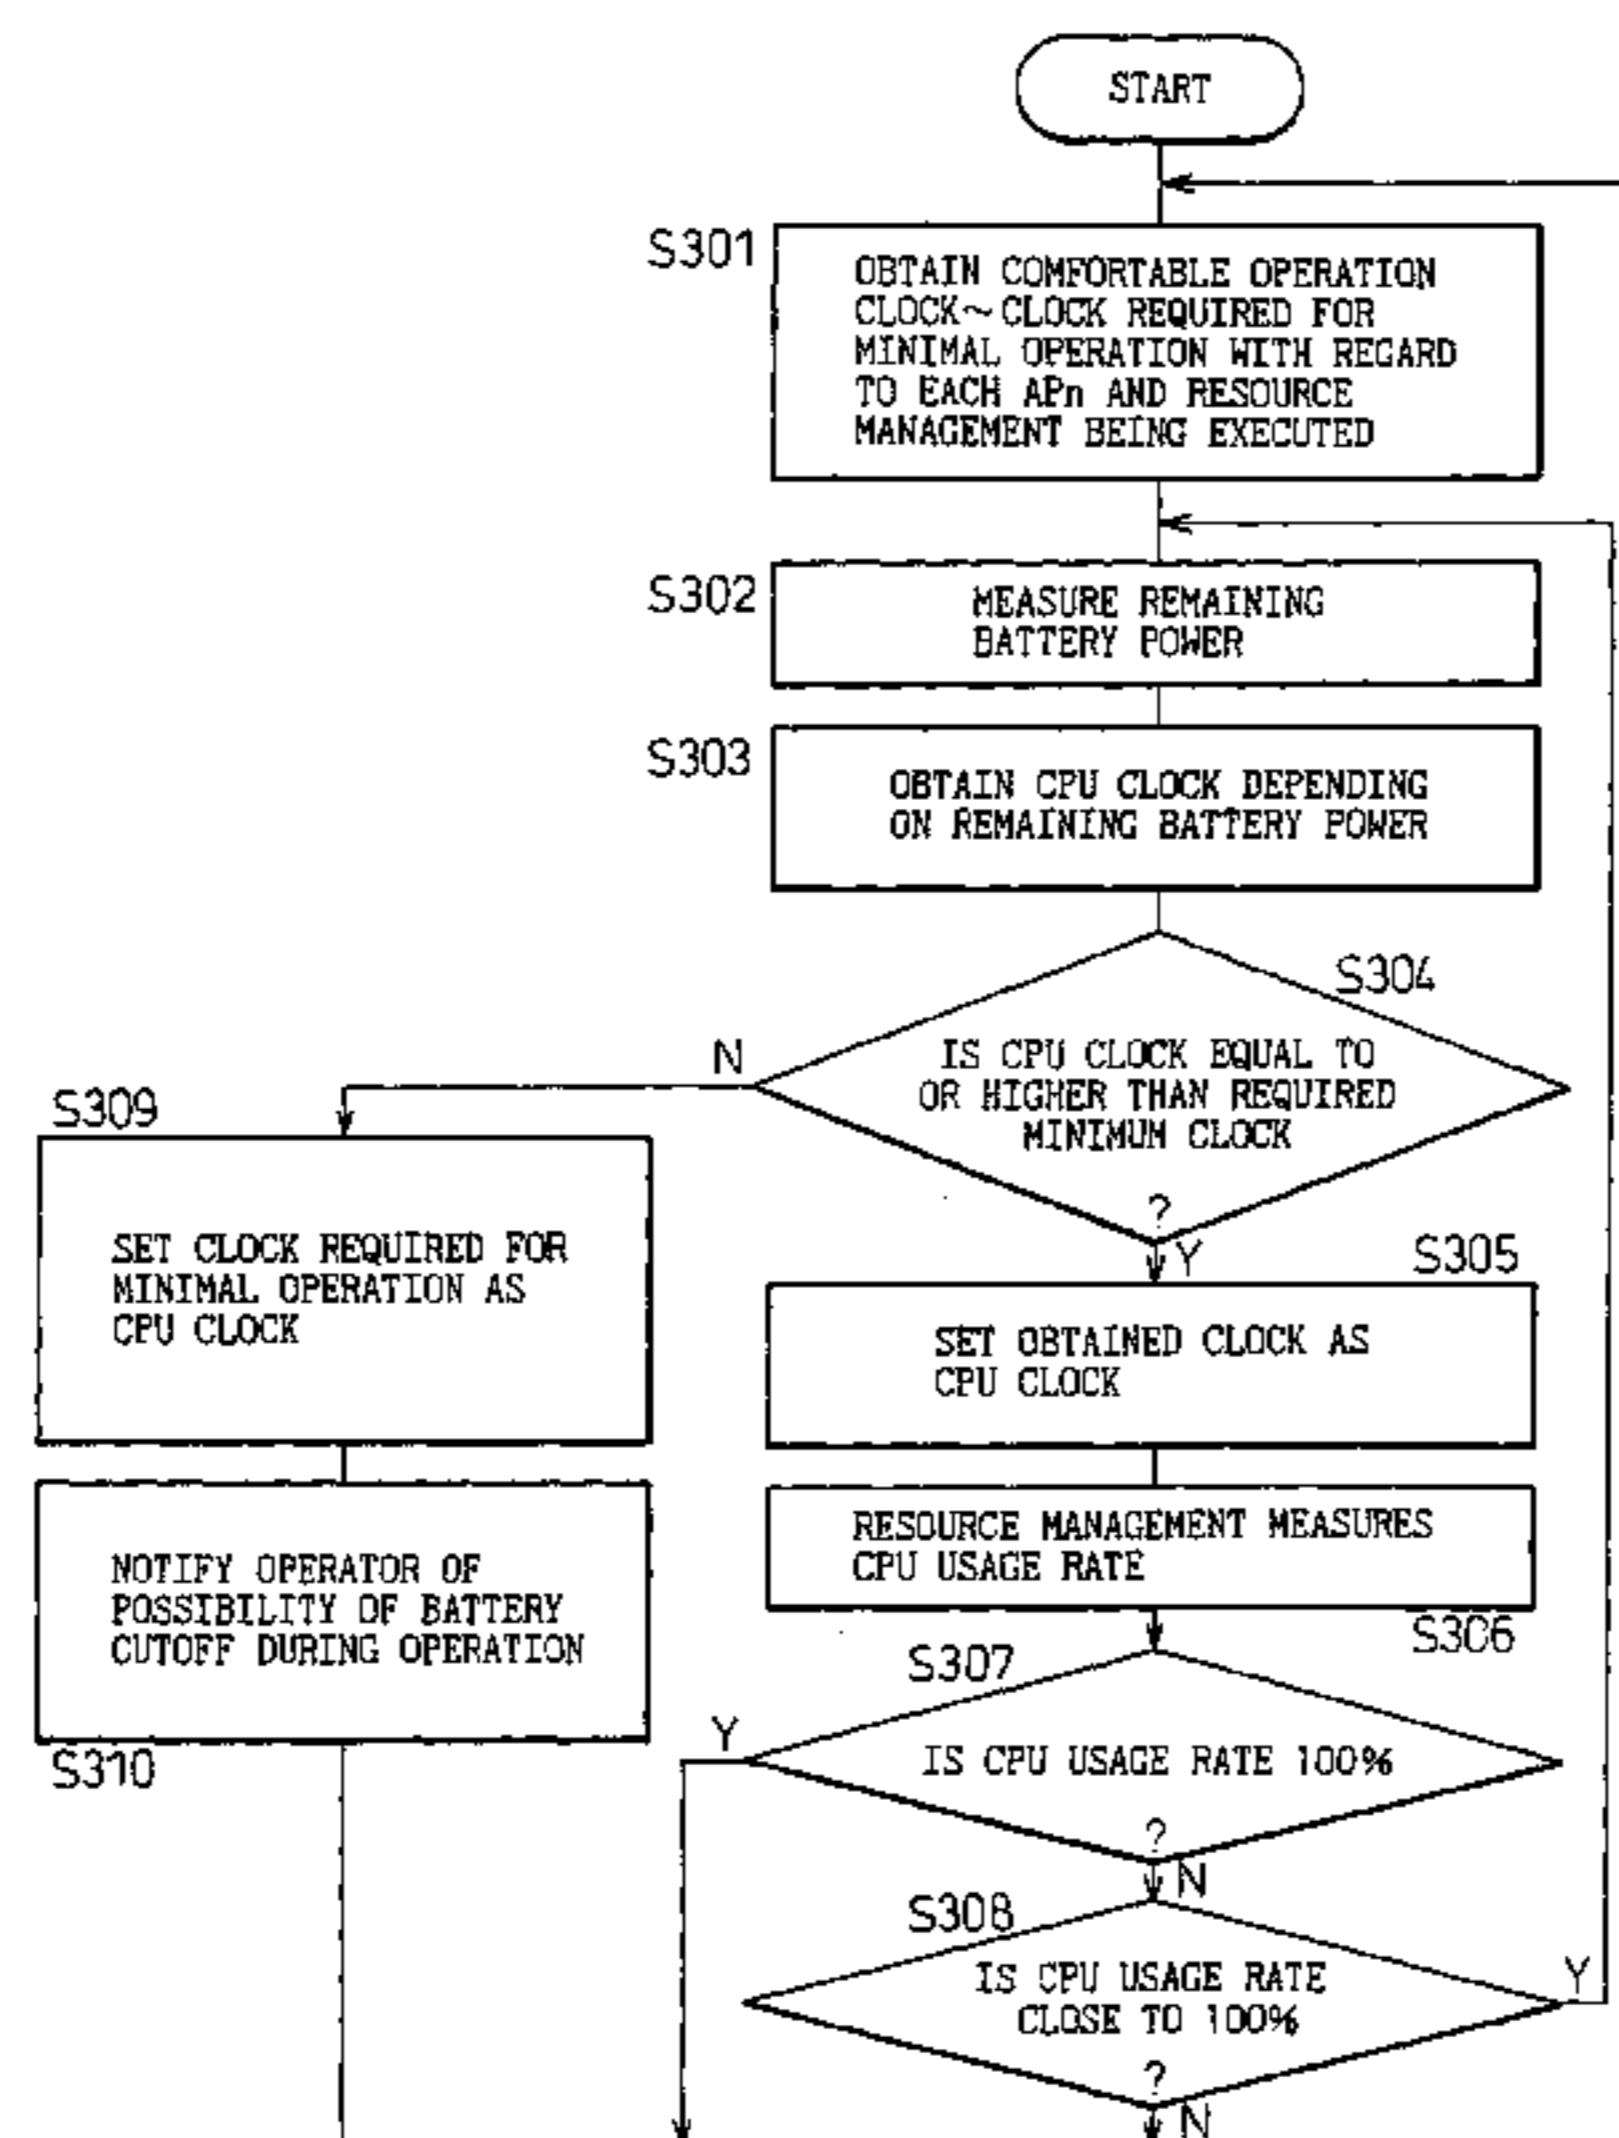 START
S301
OBTAIN COMFORTABLE OPERATION
CLOCK~CLOCK REQUIRED FOR
MINIMAL OPERATION WITH REGARD
TO EACH APn AND RESOURCE
MANAGEMENT BEING EXECUTED
S302
MEASURE REMAINING
BATTERY POWER
S303
OBTAIN CPU CLOCK DEPENDING
ON REMAINING BATTERY POWER
S304
IS CPU CLOCK EQUAL TO
OR HIGHER THAN REQUIRED
MINIMUM CLOCK
?
N
Y
S309
SET CLOCK REQUIRED FOR
MINIMAL OPERATION AS
CPU CLOCK
S305
SET OBTAINED CLOCK AS
CPU CLOCK
NOTIFY OPERATOR OF
POSSIBILITY OF BATTERY
CUTOFF DURING OPERATION
S310
RESOURCE MANAGEMENT MEASURES
CPU USAGE RATE
S306
S307
Y
IS CPU USAGE RATE 100%
?
N
S308
IS CPU USAGE RATE
CLOSE TO 100%
?
Y
N